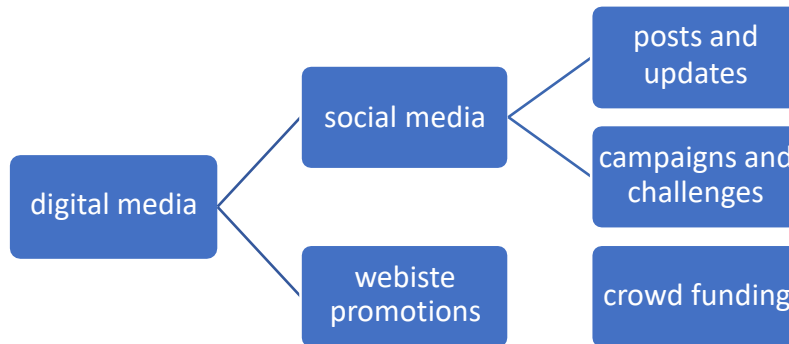 digital media
social media
webiste
promotions
posts and
updates
campaigns and
challenges
crowd funding